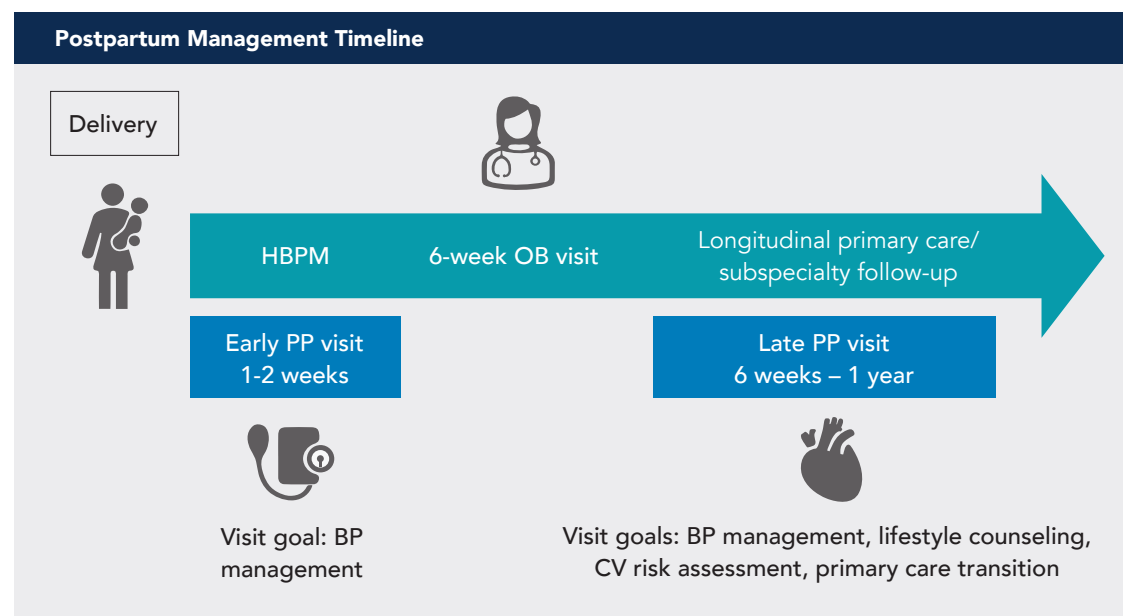 Postpartum Management Timeline
Delivery
HBPM
6-week OB visit
Longitudinal primary care/
subspecialty follow-up
Early PP visit
1-2 weeks
Late PP visit
6 weeks – 1 year
Visit goal: BP
management
Visit goals: BP management, lifestyle counseling,
CV risk assessment, primary care transition